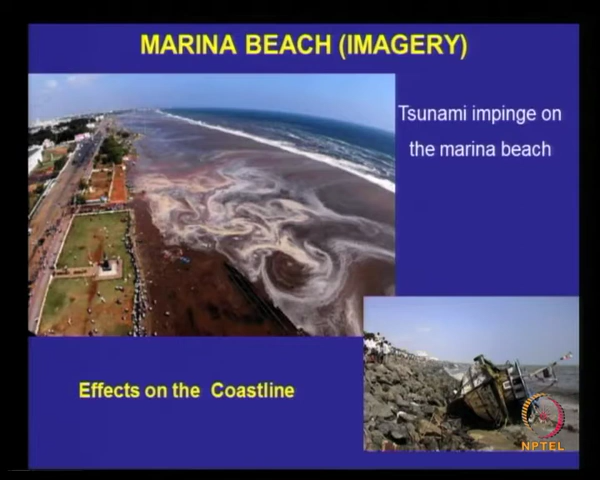 MARINA BEACH (IMAGERY)
Tsunami impinge on
the marina beach
Effects on the Coastline
NPTEL